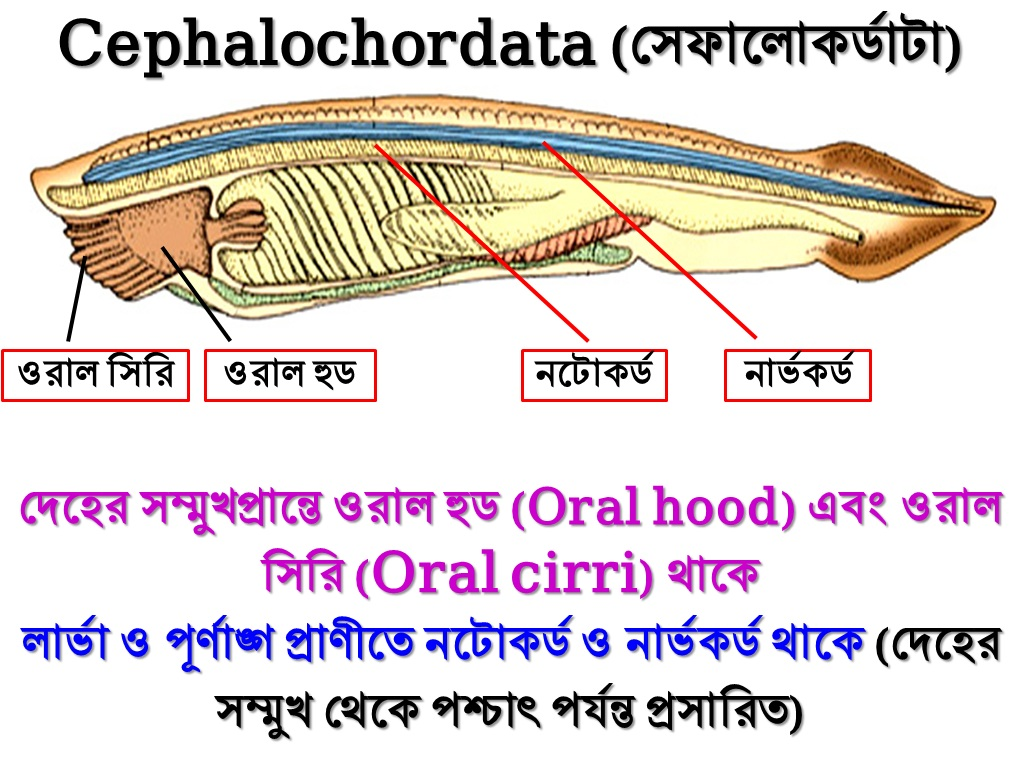 Cephalochordata (সেফালোকর্ডাটা)
ওরাল সিরি
ওরাল হুড
নটোকর্ড
নার্ভকর্ড
দেহের সম্মুখপ্রান্তে ওরাল হুড (Oral hood) এবং ওরাল
সিরি (Oral cirri) থাকে
লার্ভা ও পূর্ণাঙ্গ প্রাণীতে নটোকর্ড ও নার্ভকর্ড থাকে (দেহের
সম্মুখ থেকে পশ্চাৎ পর্যন্ত প্রসারিত)